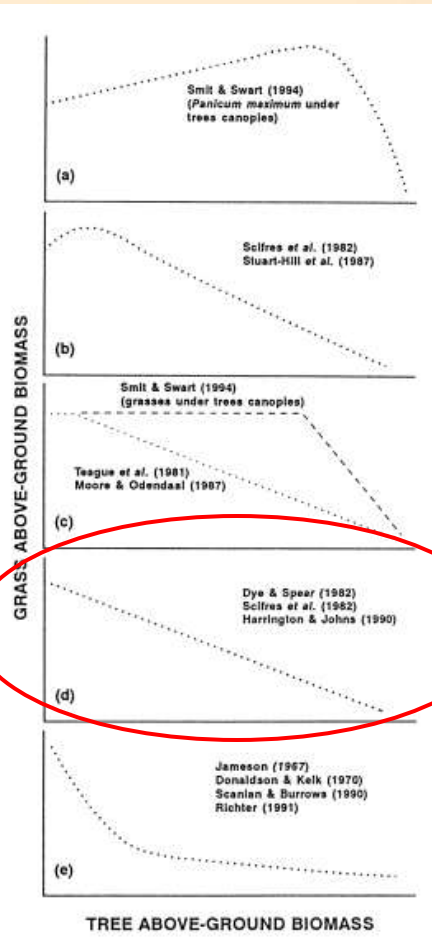 Smit & Swart (1994)
(Panicum maximum under
trees canopies)
(a)
Scifres et al. (1982)
Stuart-Hill et al. (1987)
(b)
Smit & Swart (1994)
(grasses under trees canopies)
Teague et al. (1981)
Moore & Odendaal (1987)
(c)
GRASS ABOVE-GROUND BIOMASS
Dye & Spear (1982)
Scifres et al. (1982)
Harrington & Johns (1990)
(d)
Jameson (1967)
Donaldson & Kelk (1970)
Scanlan & Burrows (1990)
Richter (1991)
(e)
TREE ABOVE-GROUND BIOMASS